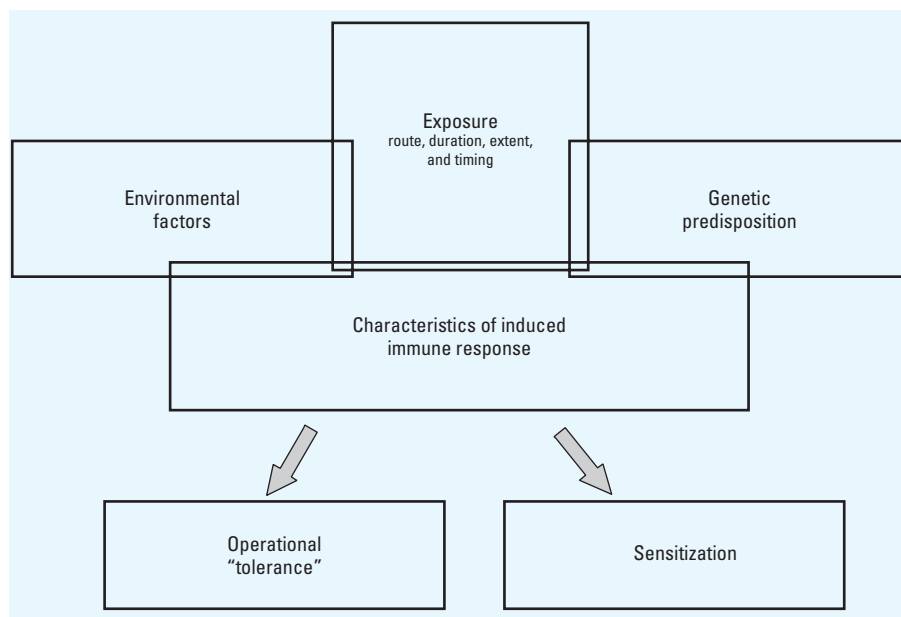 Exposure
route, duration, extent,
and timing
Environmental
factors
Genetic
predisposition
Characteristics of induced
immune response
Operational
“tolerance”
Sensitization